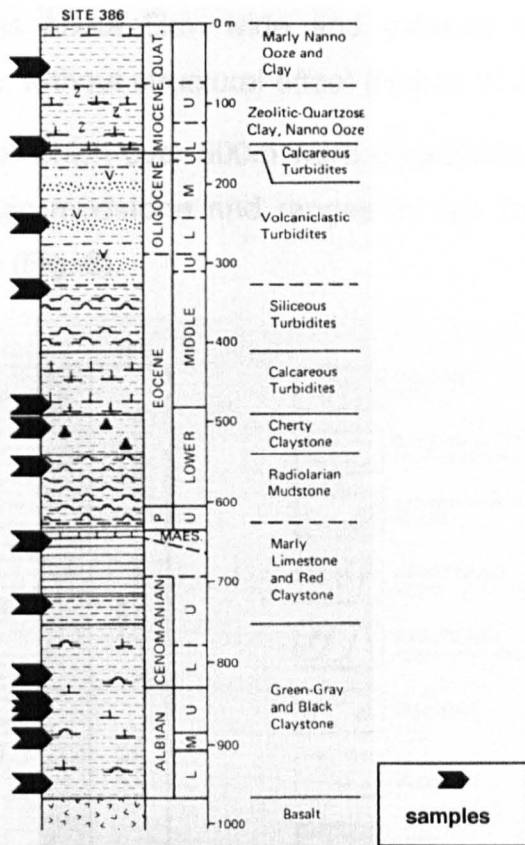 SITE 386
0 m
100
200
300
400
500
600
700
800
900
1000
QUAT.
MIOCENE
OLIGOCENE
EOCENE
P
MAES.
CENOMANIAN
ALBIAN
U
L
U
L
M
L
U
MIDDLE
LOWER
U
U
L
U
M
L
Marly Nanno
Ooze and
Clay
Zeolitic-Quartzose
Clay, Nanno Ooze
Calcareous
Turbidites
Volcaniclastic
Turbidites
Siliceous
Turbidites
Calcareous
Turbidites
Cherty
Claystone
Radiolarian
Mudstone
Marly
Limestone
and Red
Claystone
Green-Gray
and Black
Claystone
Basalt
Z
Z
V
V
V
samples